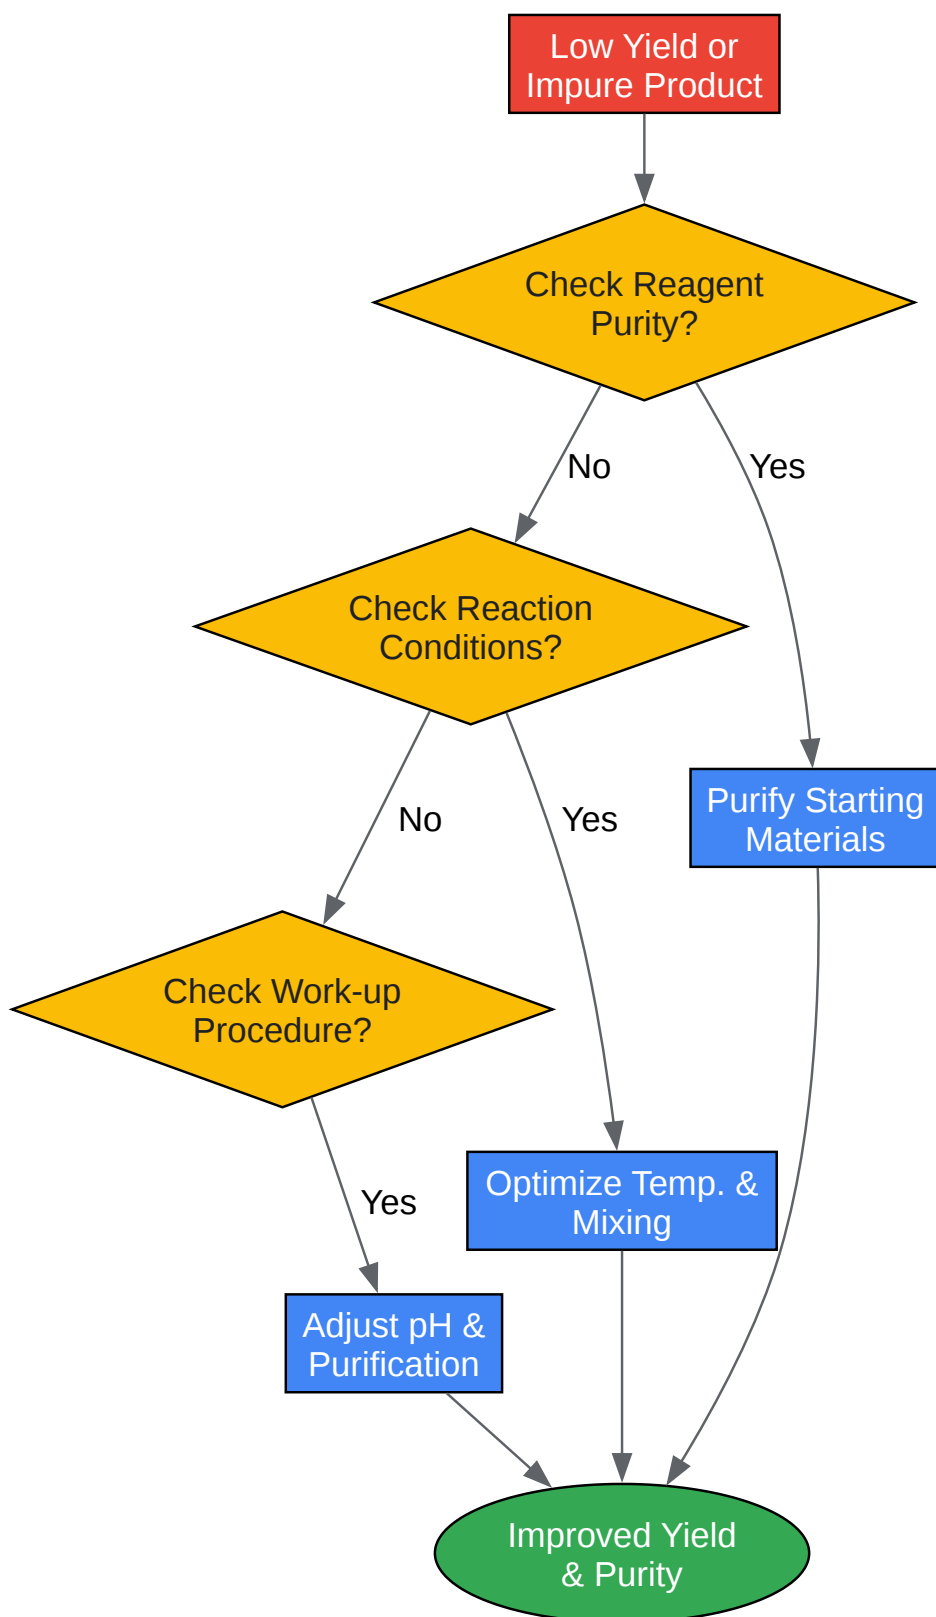 Low Yield or
Impure Product
Check Reagent
Purity?
No
Yes
Check Reaction
Conditions?
No
Yes
Purify Starting
Materials
Check Work-up
Procedure?
Yes
Optimize Temp. &
Mixing
Adjust pH &
Purification
Improved Yield
& Purity